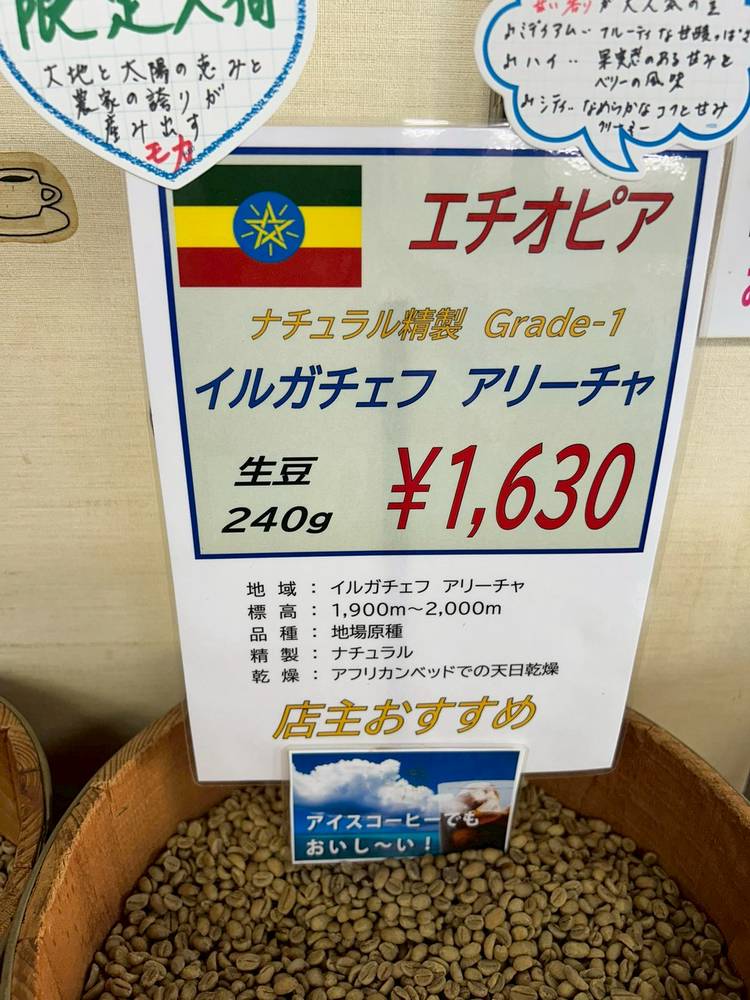 限定入荷
大地と太陽の恵みと
農家の誇りが
産み出す
モカ
甘い香りが大人気の豆
ミディアム‥フルーティな甘酸っぱさ
ハイ‥果実感のある甘みと
ベリーの風味
シティ‥なめらかなコクと甘み
クリーミー
エチオピア
ナチュラル精製 Grade-1
イルガチェフ アリーチャ
生豆
240g
¥1,630
地域：イルガチェフ アリーチャ
標高：1,900m～2,000m
品種：地場原種
精製：ナチュラル
乾燥：アフリカンベッドでの天日乾燥
店主おすすめ
アイスコーヒーでも
おいし～い！